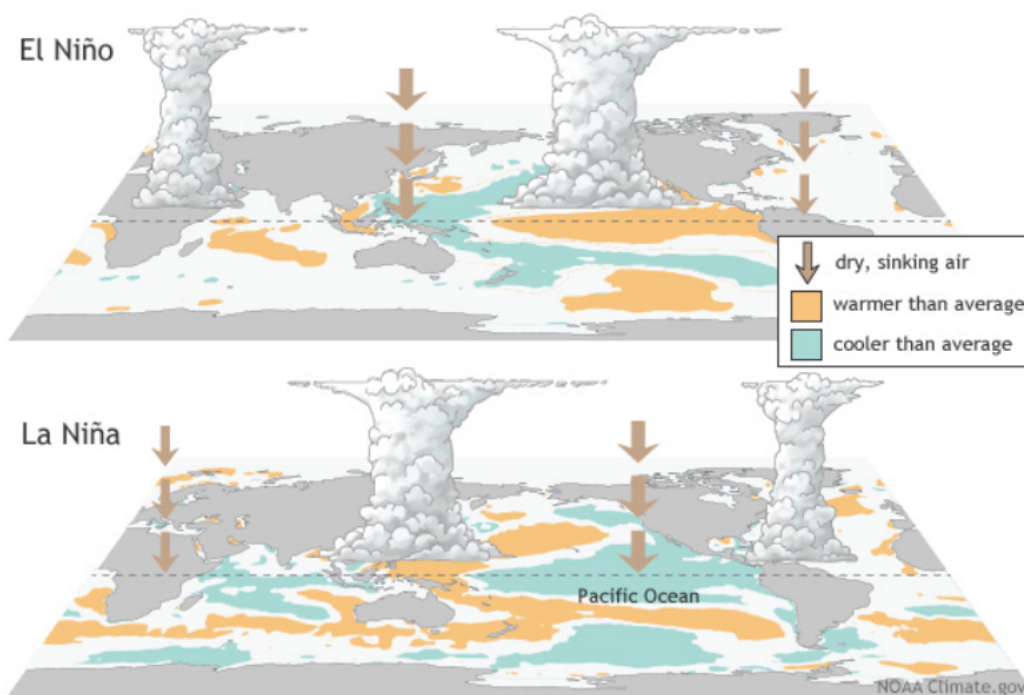 El Niño
dry, sinking air
warmer than average
cooler than average
La Niña
Pacific Ocean
NOAA Climate.gov